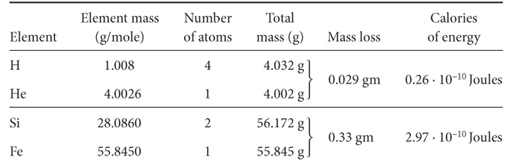 Element Element mass (g/mole) Number of atoms Total mass (g) Mass loss Calories of energy
H 1.008 4 4.032 g
0.029 gm 0.26 · 10⁻¹⁰ Joules
He 4.0026 1 4.002 g
Si 28.0860 2 56.172 g
0.33 gm 2.97 · 10⁻¹⁰ Joules
Fe 55.8450 1 55.845 g